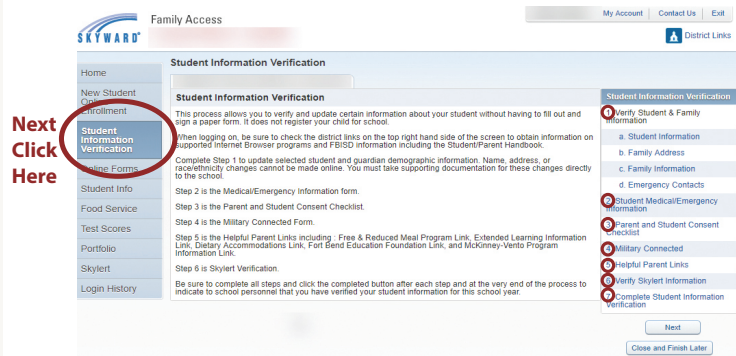 Family Access
My Account | Contact Us | Exit
SKYWARD®
District Links
Next
Click
Here
Home
New Student
Online
Enrollment
Student
Information
Verification
Online Forms
Student Info
Food Service
Test Scores
Portfolio
Skylert
Login History
Student Information Verification
Student Information Verification
This process allows you to verify and update certain information about your student without having to fill out and
sign a paper form. It does not register your child for school.
When logging on, be sure to check the district links on the top right hand side of the screen to obtain information on
supported Internet Browser programs and FBISD information including the Student/Parent Handbook.
Complete Step 1 to update selected student and guardian demographic information. Name, address, or
race/ethnicity changes cannot be made online. You must take supporting documentation for these changes directly
to the school.
Step 2 is the Medical/Emergency Information form.
Step 3 is the Parent and Student Consent Checklist.
Step 4 is the Military Connected Form.
Step 5 is the Helpful Parent Links including : Free & Reduced Meal Program Link, Extended Learning Information
Link, Dietary Accommodations Link, Fort Bend Education Foundation Link, and McKinney-Vento Program
Information Link.
Step 6 is Skylert Verification.
Be sure to complete all steps and click the completed button after each step and at the very end of the process to
indicate to school personnel that you have verified your student information for this school year.
Student Information Verification
1 Verify Student & Family
Information
a. Student Information
b. Family Address
c. Family Information
d. Emergency Contacts
2 Student Medical/Emergency
Information
3 Parent and Student Consent
Checklist
4 Military Connected
5 Helpful Parent Links
6 Verify Skylert Information
7 Complete Student Information
Verification
Next
Close and Finish Later